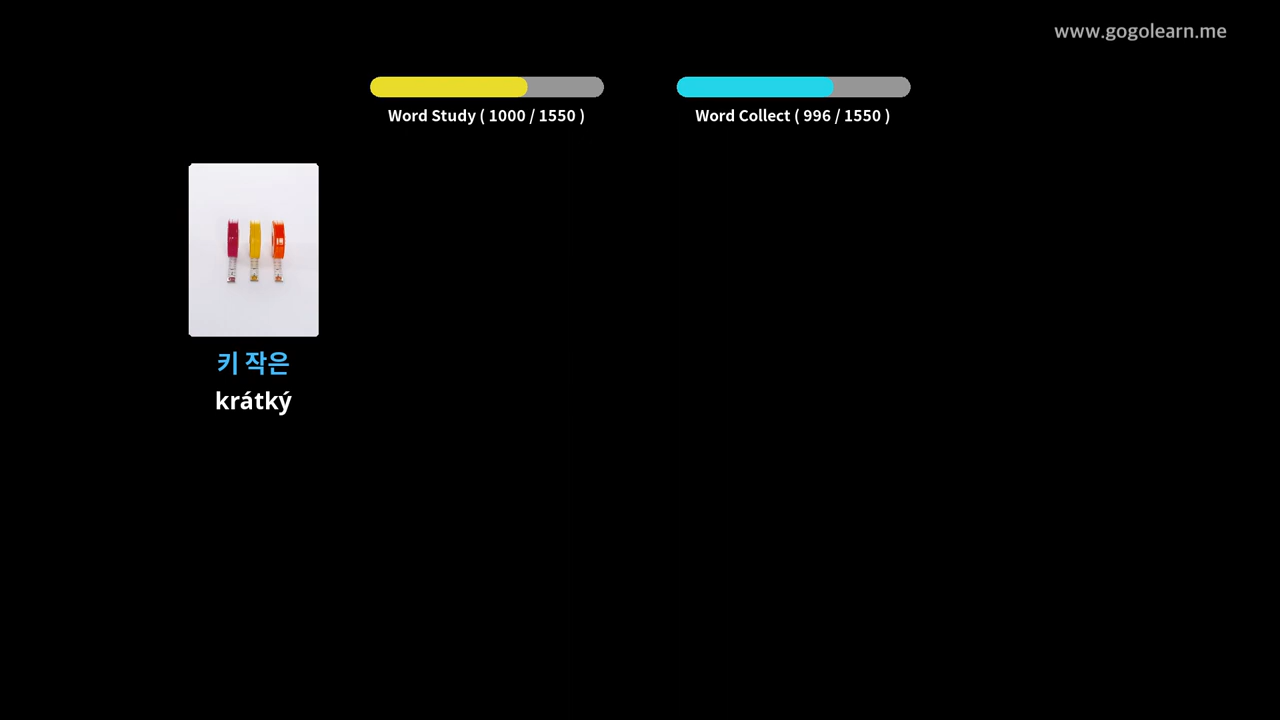 www.gogolearn.me
Word Study ( 1000 / 1550 )
Word Collect ( 996 / 1550 )
키 작은
krátký